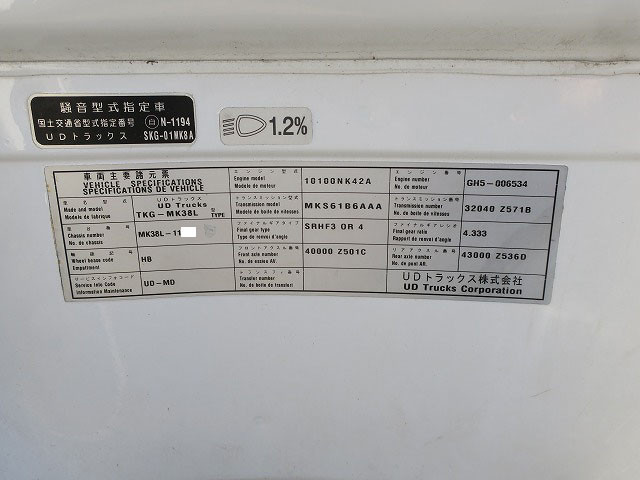 騒音型式指定車
国土交通省型式指定番号 自 N-1194
UDトラックス SKG-01MK8A
1.2%
車両主要諸元票
VEHICLE SPECIFICATIONS
SPECIFICATIONS DE VEHICLE
車名
Made and model
Modele de fabrique
UDトラックス
UD Trucks
TKG-MK38L 型 TYPE
車台番号
Chassis number
No. de chassis
MK38L-11
軸距記号
Wheel base code
Empattement
HB
サービスインフォコード
Service Info Code
Information Maintenance
UD-MD
エンジン型式
Engine model
Modele de moteur
10100NK42A
トランスミッション型式
Transmission model
Modele de boite de vitesses
MKS61B6AAA
ファイナルギアタイプ
Final gear type
Type de renvoi d'angle
SRHF3 OR 4
フロントアクスル番号
Front axle number
No. de essieu AV.
40000 Z501C
トランスファ番号
Transfer number
No. de boite de transfert
エンジン番号
Engine number
No. de moteur
GH5-006534
トランスミッション番号
Transmission number
No. de boite de vitesses
32040 Z571B
ファイナルギアレシオ
Final gear ratio
Rapport de renvoi d'angle
4.333
リアアクスル番号
Rear axle number
No. de pont AR.
43000 Z536D
UDトラックス株式会社
UD Trucks Corporation